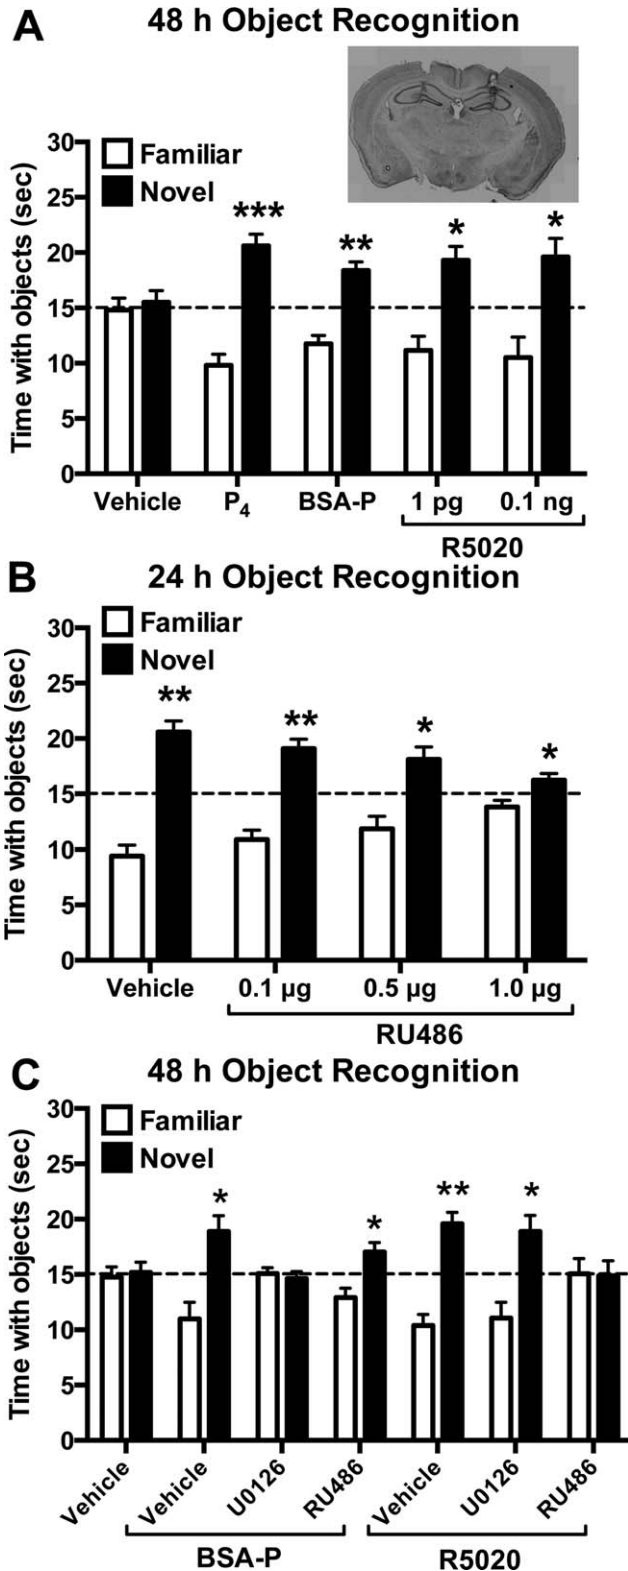 A 48 h Object Recognition
Time with objects (sec)
30
25
20
15
10
5
0
Familiar
Novel
*** ** * *
Vehicle P4 BSA-P 1 pg 0.1 ng
R5020
B 24 h Object Recognition
Time with objects (sec)
30
25
20
15
10
5
0
Familiar
Novel
** ** * *
Vehicle 0.1 µg 0.5 µg 1.0 µg
RU486
C 48 h Object Recognition
Time with objects (sec)
30
25
20
15
10
5
0
Familiar
Novel
* * ** *
Vehicle Vehicle U0126 RU486 Vehicle U0126 RU486
BSA-P R5020